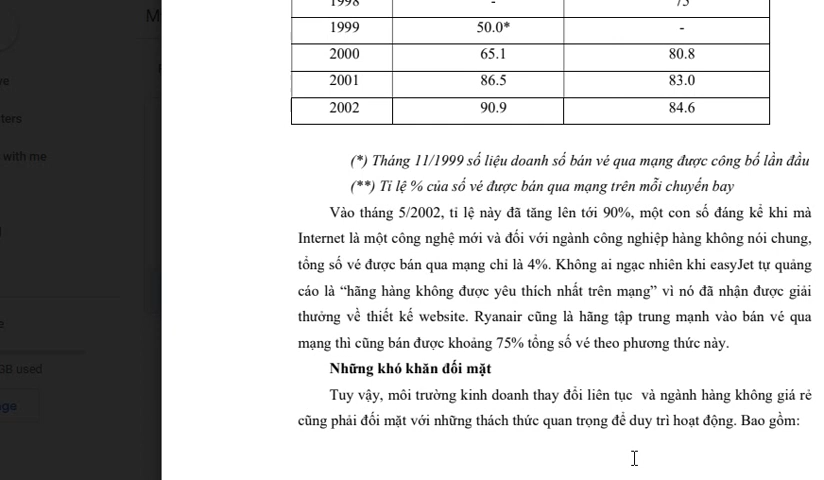 1998 - 75
1999 50.0* -
2000 65.1 80.8
2001 86.5 83.0
2002 90.9 84.6
(*) Tháng 11/1999 số liệu doanh số bán vé qua mạng được công bố lần đầu
(**) Tỉ lệ % của số vé được bán qua mạng trên mỗi chuyến bay
Vào tháng 5/2002, tỉ lệ này đã tăng lên tới 90%, một con số đáng kể khi mà
Internet là một công nghệ mới và đối với ngành công nghiệp hàng không nói chung,
tổng số vé được bán qua mạng chỉ là 4%. Không ai ngạc nhiên khi easyJet tự quảng
cáo là “hãng hàng không được yêu thích nhất trên mạng” vì nó đã nhận được giải
thưởng về thiết kế website. Ryanair cũng là hãng tập trung mạnh vào bán vé qua
mạng thì cũng bán được khoảng 75% tổng số vé theo phương thức này.
Những khó khăn đối mặt
Tuy vậy, môi trường kinh doanh thay đổi liên tục và ngành hàng không giá rẻ
cũng phải đối mặt với những thách thức quan trọng để duy trì hoạt động. Bao gồm:
M
ve
ters
with me
e
GB used
ge